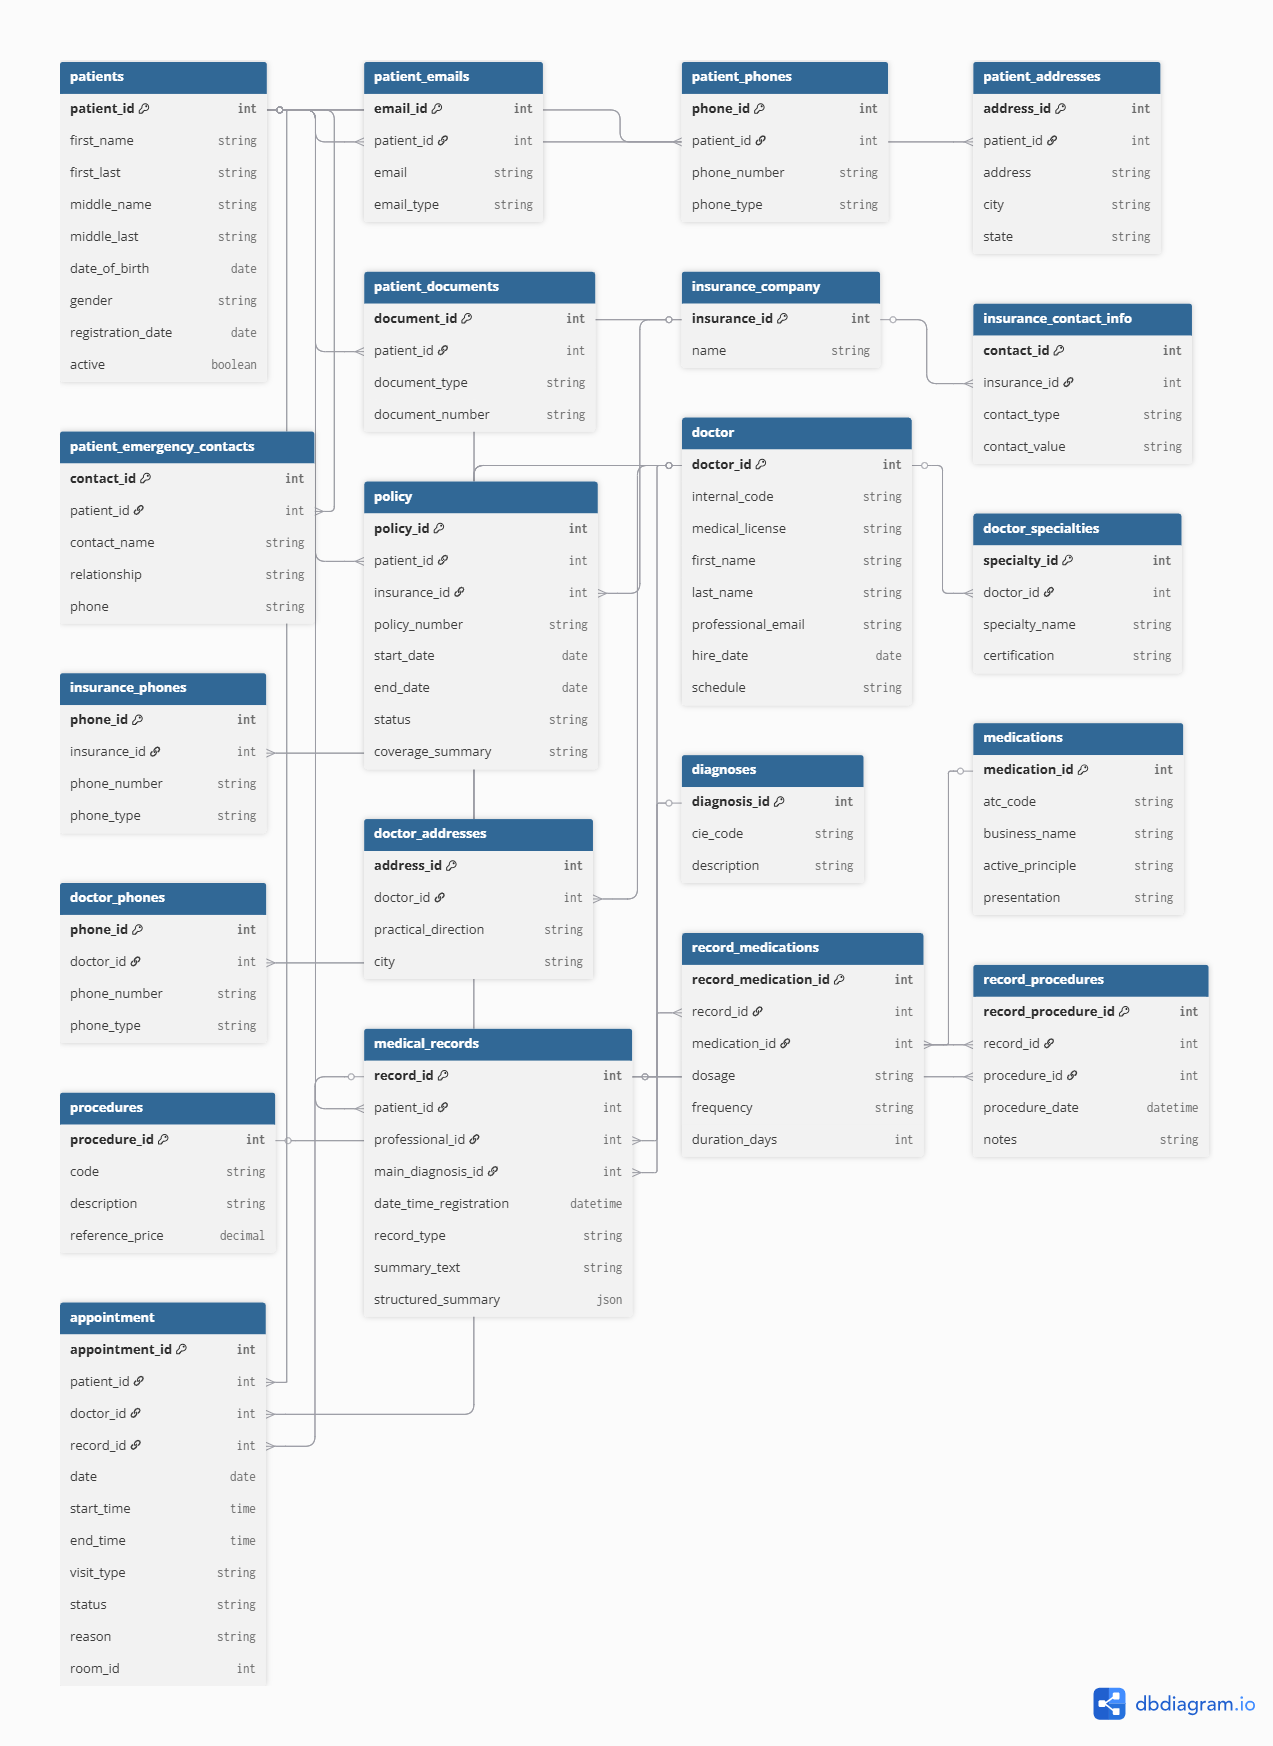 patients
patient_id int
first_name string
first_last string
middle_name string
middle_last string
date_of_birth date
gender string
registration_date date
active boolean
patient_emails
email_id int
patient_id int
email string
email_type string
patient_phones
phone_id int
patient_id int
phone_number string
phone_type string
patient_addresses
address_id int
patient_id int
address string
city string
state string
patient_documents
document_id int
patient_id int
document_type string
document_number string
insurance_company
insurance_id int
name string
insurance_contact_info
contact_id int
insurance_id int
contact_type string
contact_value string
patient_emergency_contacts
contact_id int
patient_id int
contact_name string
relationship string
phone string
policy
policy_id int
patient_id int
insurance_id int
policy_number string
start_date date
end_date date
status string
coverage_summary string
doctor
doctor_id int
internal_code string
medical_license string
first_name string
last_name string
professional_email string
hire_date date
schedule string
doctor_specialties
specialty_id int
doctor_id int
specialty_name string
certification string
insurance_phones
phone_id int
insurance_id int
phone_number string
phone_type string
doctor_addresses
address_id int
doctor_id int
practical_direction string
city string
diagnoses
diagnosis_id int
cie_code string
description string
medications
medication_id int
atc_code string
business_name string
active_principle string
presentation string
doctor_phones
phone_id int
doctor_id int
phone_number string
phone_type string
medical_records
record_id int
patient_id int
professional_id int
main_diagnosis_id int
date_time_registration datetime
record_type string
summary_text string
structured_summary json
record_medications
record_medication_id int
record_id int
medication_id int
dosage string
frequency string
duration_days int
record_procedures
record_procedure_id int
record_id int
procedure_id int
procedure_date datetime
notes string
procedures
procedure_id int
code string
description string
reference_price decimal
appointment
appointment_id int
patient_id int
doctor_id int
record_id int
date date
start_time time
end_time time
visit_type string
status string
reason string
room_id int
dbdiagram.io